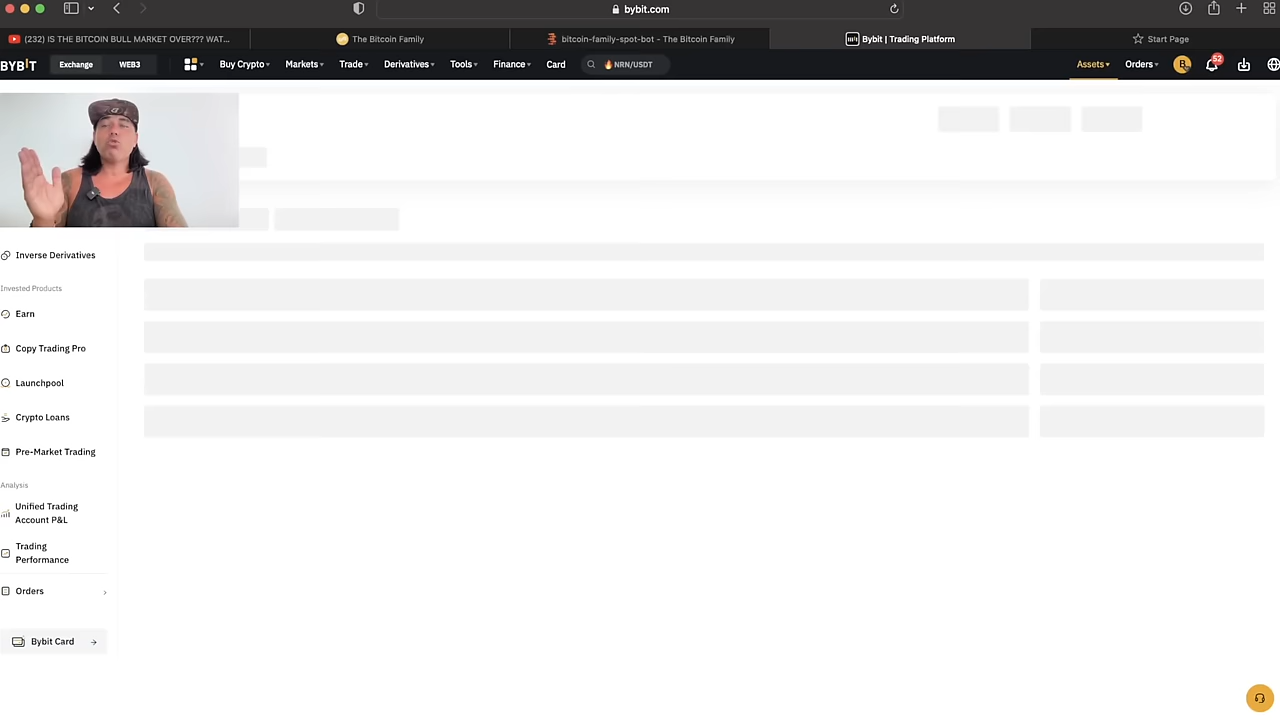 bybit.com
(232) IS THE BITCOIN BULL MARKET OVER??? WAT...
The Bitcoin Family
bitcoin-family-spot-bot - The Bitcoin Family
Bybit | Trading Platform
Start Page
BYBIT
Exchange
WEB3
Buy Crypto
Markets
Trade
Derivatives
Tools
Finance
Card
🔥NRN/USDT
Assets
Orders
B
52
Inverse Derivatives
Invested Products
Earn
Copy Trading Pro
Launchpool
Crypto Loans
Pre-Market Trading
Analysis
Unified Trading
Account P&L
Trading
Performance
Orders
Bybit Card